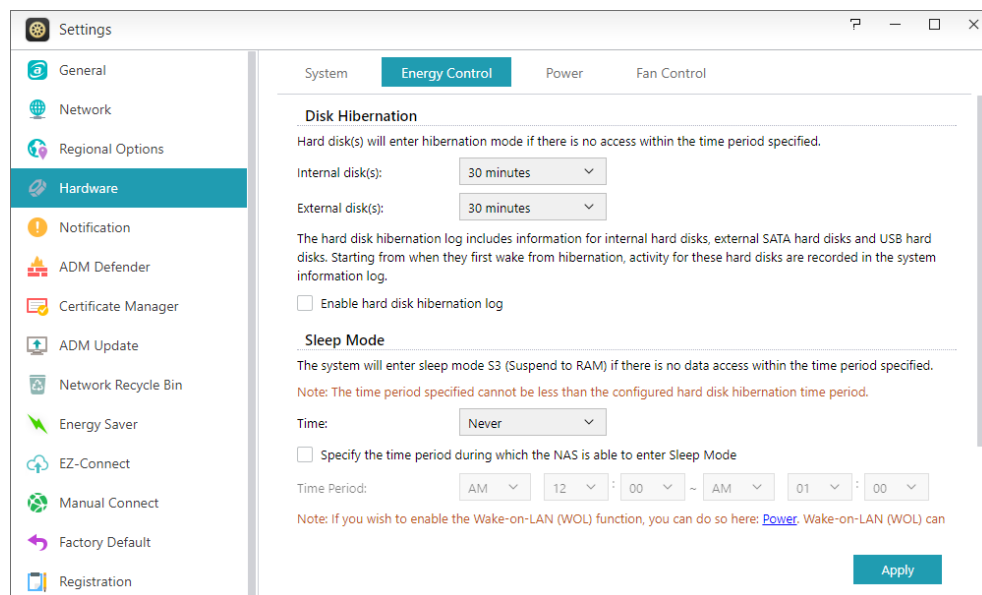 Settings
General
Network
Regional Options
Hardware
Notification
ADM Defender
Certificate Manager
ADM Update
Network Recycle Bin
Energy Saver
EZ-Connect
Manual Connect
Factory Default
Registration
System Energy Control Power Fan Control
Disk Hibernation
Hard disk(s) will enter hibernation mode if there is no access within the time period specified.
Internal disk(s): 30 minutes
External disk(s): 30 minutes
The hard disk hibernation log includes information for internal hard disks, external SATA hard disks and USB hard
disks. Starting from when they first wake from hibernation, activity for these hard disks are recorded in the system
information log.
Enable hard disk hibernation log
Sleep Mode
The system will enter sleep mode S3 (Suspend to RAM) if there is no data access within the time period specified.
Note: The time period specified cannot be less than the configured hard disk hibernation time period.
Time: Never
Specify the time period during which the NAS is able to enter Sleep Mode
Time Period: AM 12 : 00 ~ AM 01 : 00
Note: If you wish to enable the Wake-on-LAN (WOL) function, you can do so here: Power. Wake-on-LAN (WOL) can
Apply